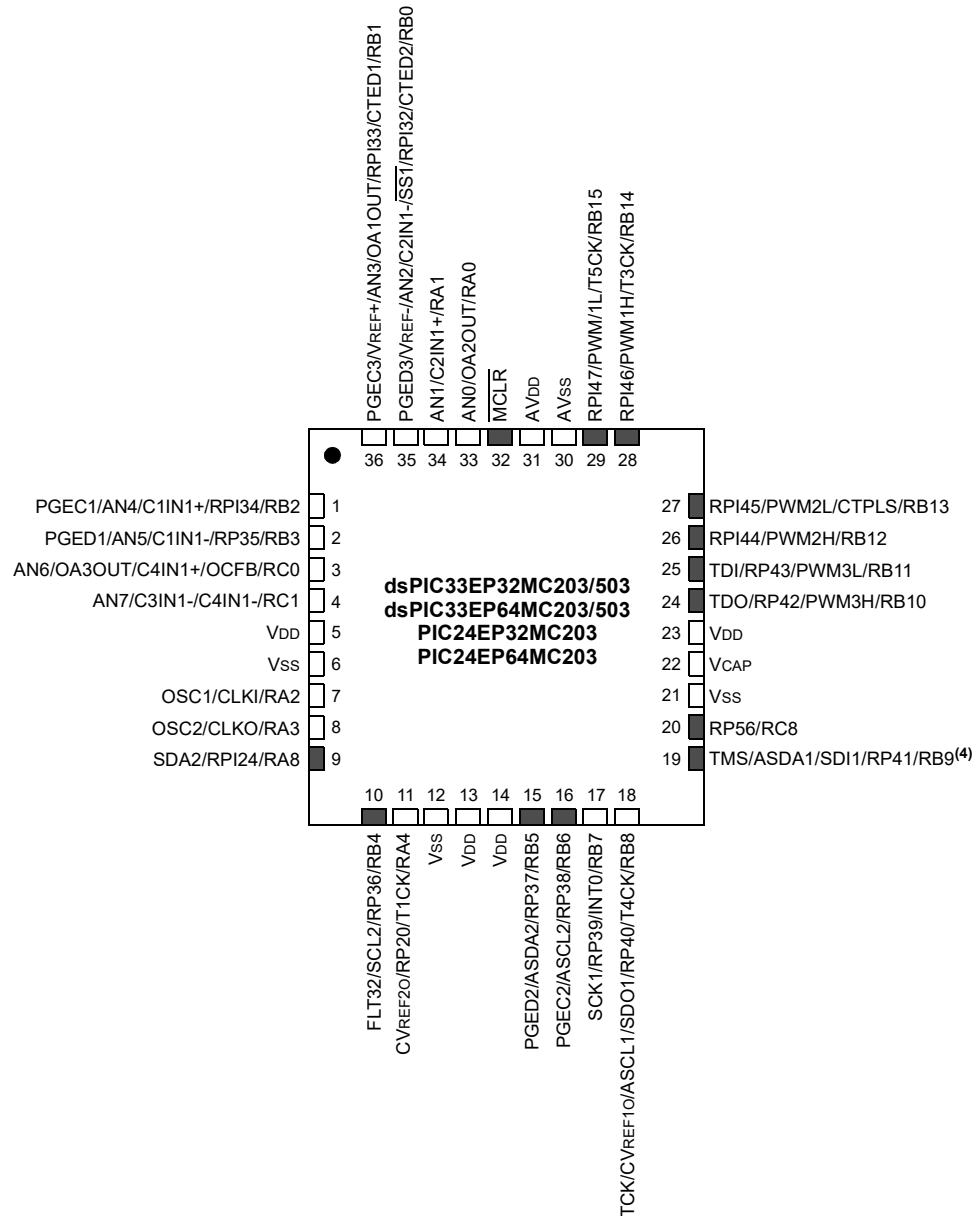 PGEC3/VREF+/AN3/OA1OUT/RPI33/CTED1/RB1
PGED3/VREF-/AN2/C2IN1-/SS1/RPI32/CTED2/RB0
AN1/C2IN1+/RA1
AN0/OA2OUT/RA0
MCLR
AVDD
AVSS
RPI47/PWM/1L/T5CK/RB15
RPI46/PWM1H/T3CK/RB14
36 35 34 33 32 31 30 29 28
PGEC1/AN4/C1IN1+/RPI34/RB2 1
PGED1/AN5/C1IN1-/RP35/RB3 2
AN6/OA3OUT/C4IN1+/OCFB/RC0 3
AN7/C3IN1-/C4IN1-/RC1 4
VDD 5
VSS 6
OSC1/CLKI/RA2 7
OSC2/CLKO/RA3 8
SDA2/RPI24/RA8 9
dsPIC33EP32MC203/503
dsPIC33EP64MC203/503
PIC24EP32MC203
PIC24EP64MC203
27 RPI45/PWM2L/CTPLS/RB13
26 RPI44/PWM2H/RB12
25 TDI/RP43/PWM3L/RB11
24 TDO/RP42/PWM3H/RB10
23 VDD
22 VCAP
21 VSS
20 RP56/RC8
19 TMS/ASDA1/SDI1/RP41/RB9(4)
10 11 12 13 14 15 16 17 18
FLT32/SCL2/RP36/RB4
CVREF2O/RP20/T1CK/RA4
VSS
VDD
VDD
PGED2/ASDA2/RP37/RB5
PGEC2/ASCL2/RP38/RB6
SCK1/RP39/INT0/RB7
TCK/CVREF1O/ASCL1/SDO1/RP40/T4CK/RB8